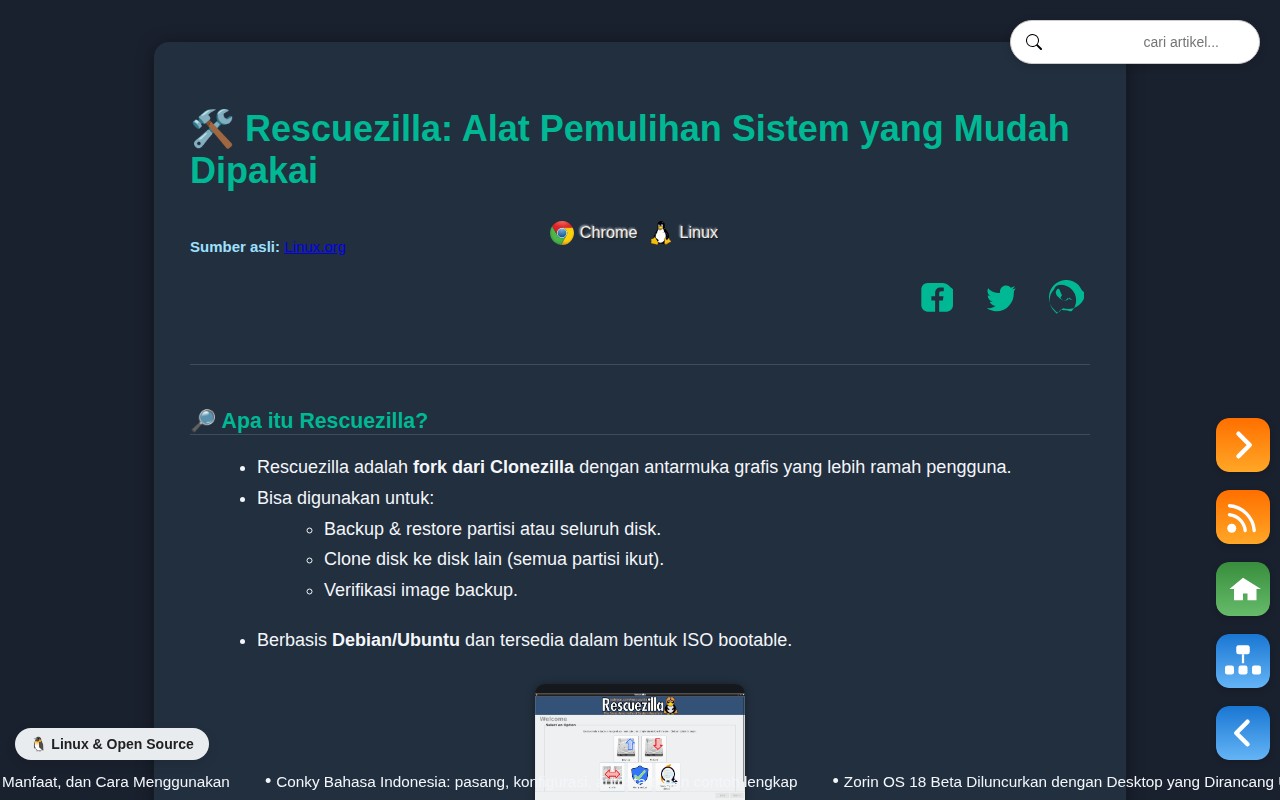 cari artikel...
🛠️ Rescuezilla: Alat Pemulihan Sistem yang Mudah
Dipakai
Chrome Linux
Sumber asli: Linux.org
🔎 Apa itu Rescuezilla?
• Rescuezilla adalah fork dari Clonezilla dengan antarmuka grafis yang lebih ramah pengguna.
• Bisa digunakan untuk:
◦ Backup & restore partisi atau seluruh disk.
◦ Clone disk ke disk lain (semua partisi ikut).
◦ Verifikasi image backup.
• Berbasis Debian/Ubuntu dan tersedia dalam bentuk ISO bootable.
Rescuezilla
Welcome
🐧 Linux & Open Source
Manfaat, dan Cara Menggunakan • Conky Bahasa Indonesia: pasang, lengkap • Zorin OS 18 Beta Diluncurkan dengan Desktop yang Dirancang